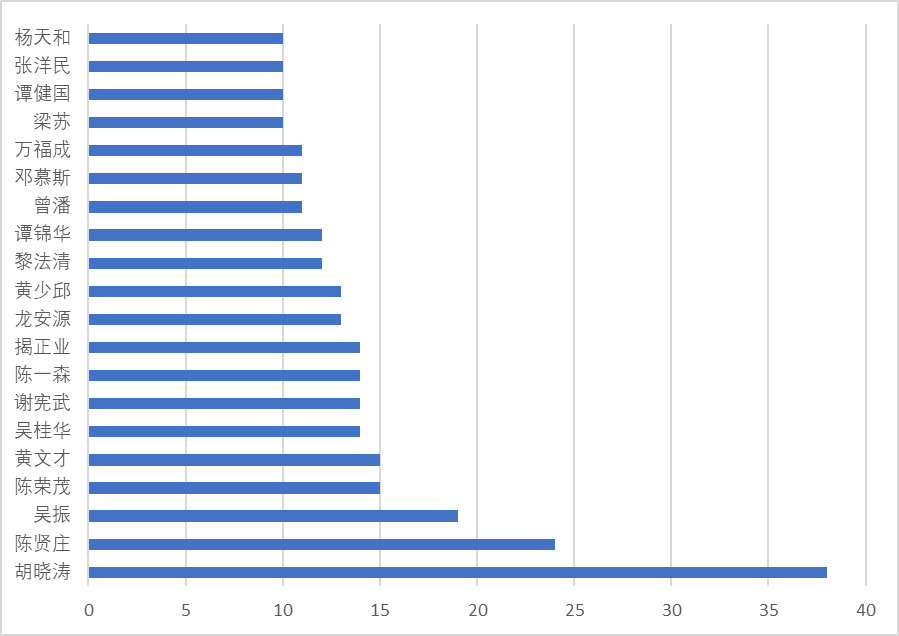 杨天和
张洋民
谭健国
梁苏
万福成
邓慕斯
曾潘
谭锦华
黎法清
黄少邱
龙安源
揭正业
陈一森
谢宪武
吴桂华
黄文才
陈荣茂
吴振
陈贤庄
胡晓涛
0 5 10 15 20 25 30 35 40